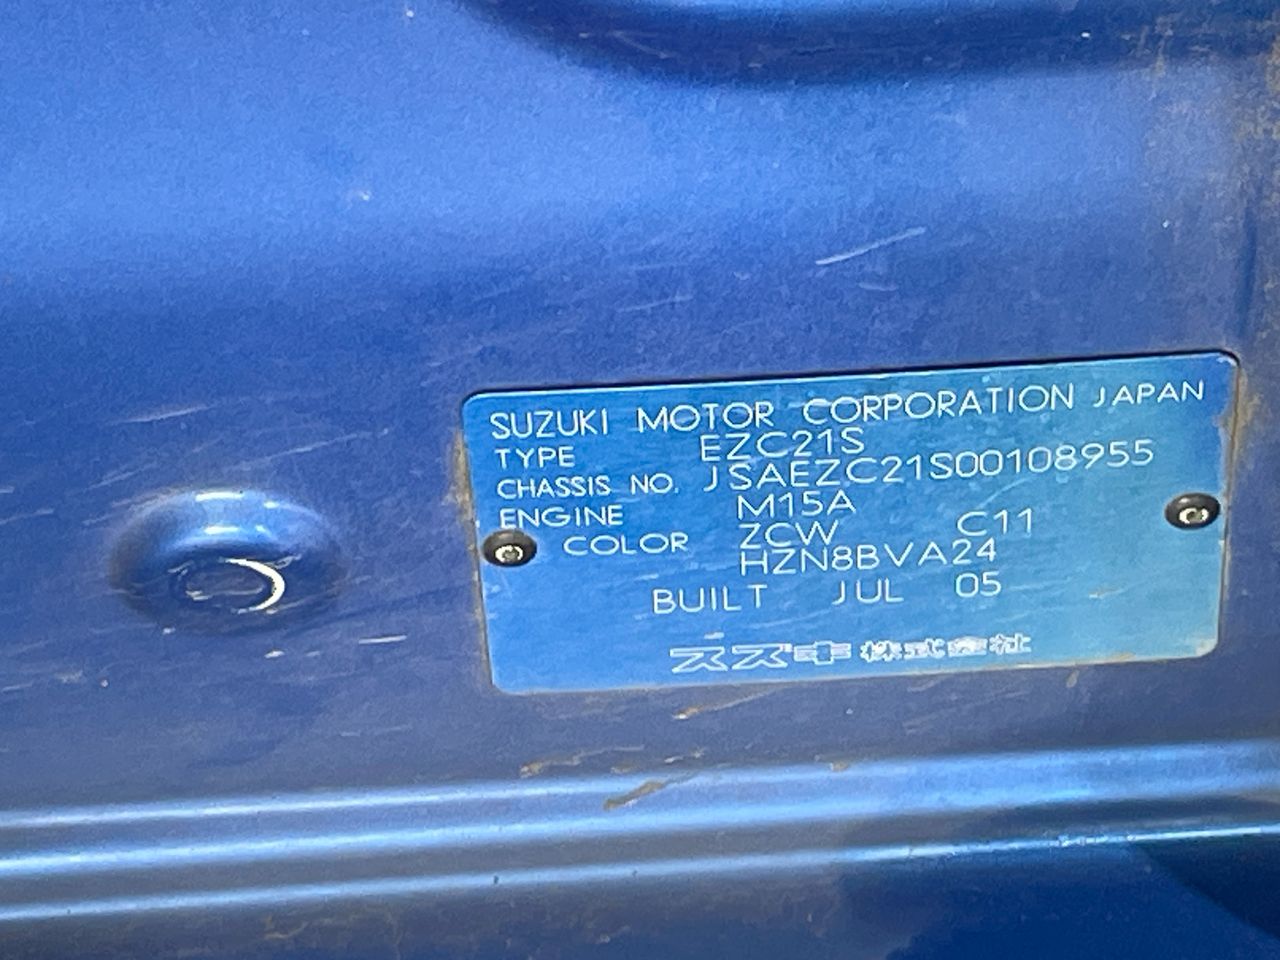 SUZUKI MOTOR CORPORATION JAPAN
TYPE EZC21S
CHASSIS NO. JSAEZC21S00108955
ENGINE M15A
COLOR ZCW C11
HZN8BVA24
BUILT JUL 05
スズキ株式会社